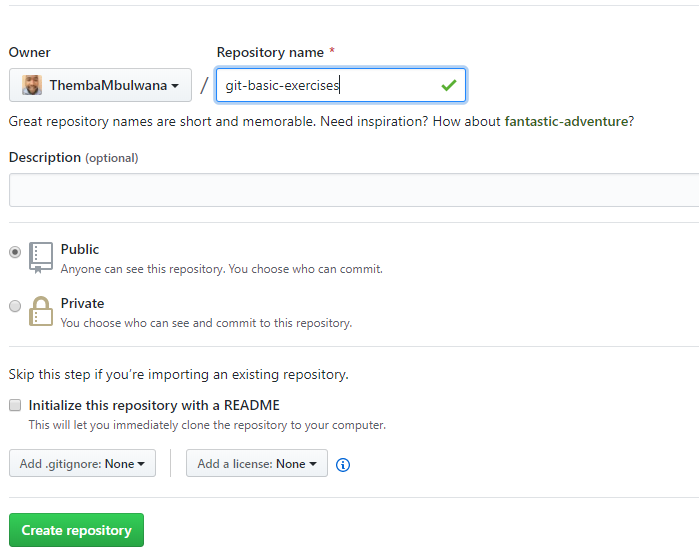 Owner
Repository name *
ThembaMbulwana
/
git-basic-exercises
Great repository names are short and memorable. Need inspiration? How about fantastic-adventure?
Description (optional)
Public
Anyone can see this repository. You choose who can commit.
Private
You choose who can see and commit to this repository.
Skip this step if you’re importing an existing repository.
Initialize this repository with a README
This will let you immediately clone the repository to your computer.
Add .gitignore: None
Add a license: None
Create repository